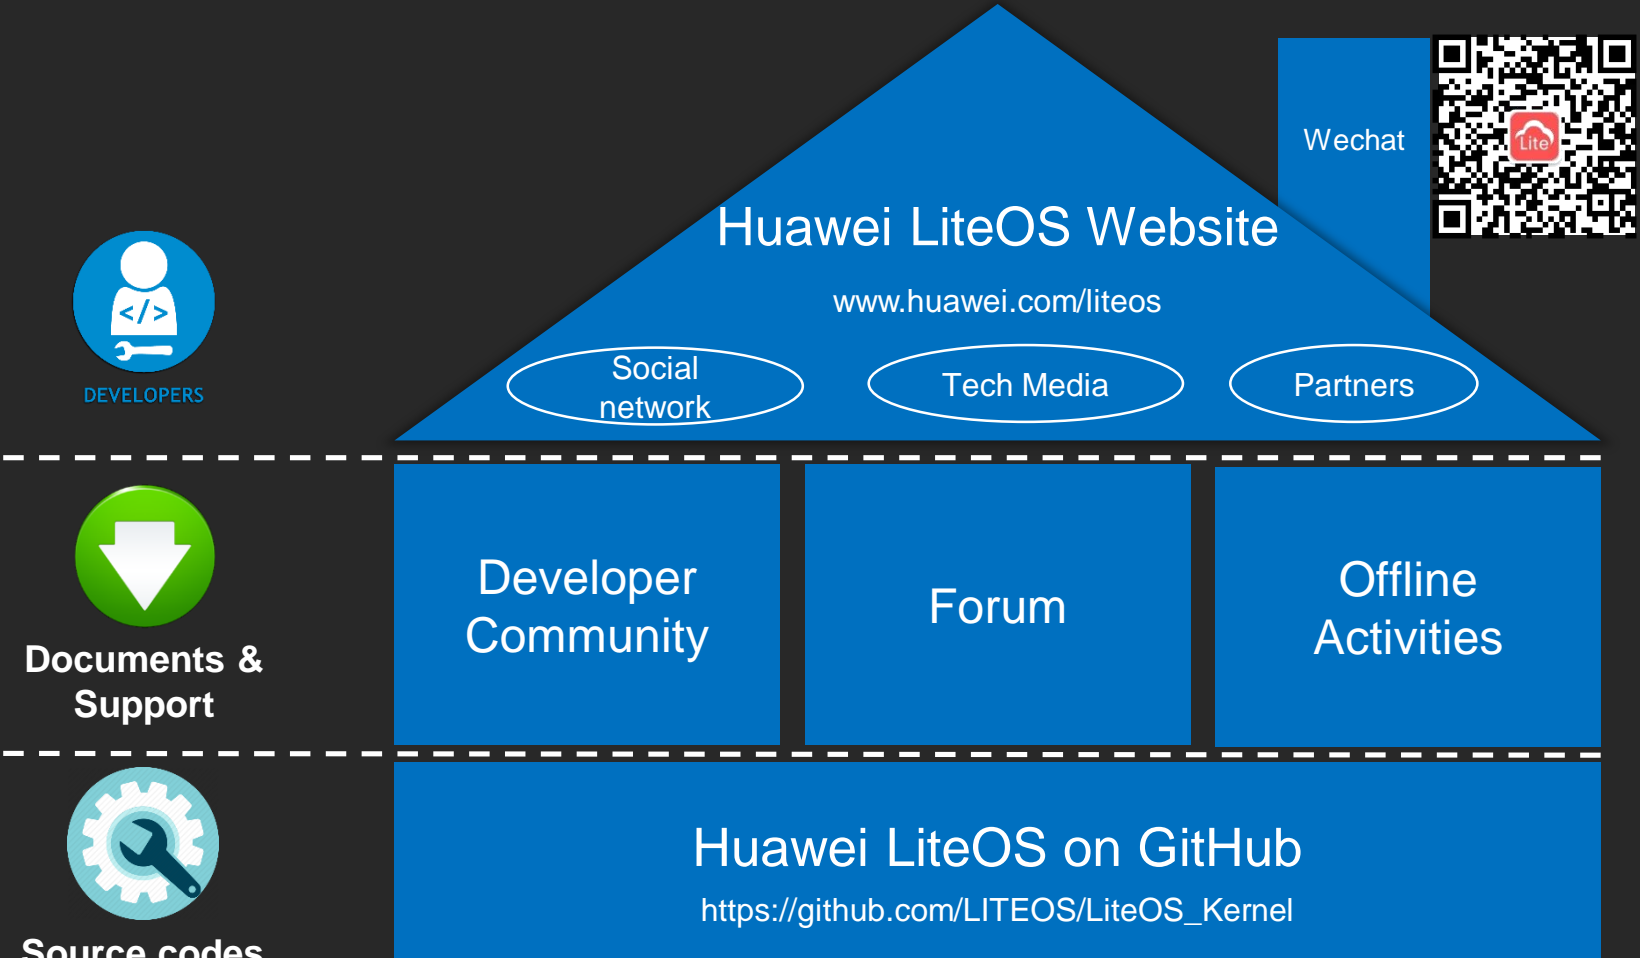 Wechat
Lite
Huawei LiteOS Website
www.huawei.com/liteos
</>
DEVELOPERS
Social
network
Tech Media
Partners
Documents &
Support
Developer
Community
Forum
Offline
Activities
Source codes
Huawei LiteOS on GitHub
https://github.com/LITEOS/LiteOS_Kernel